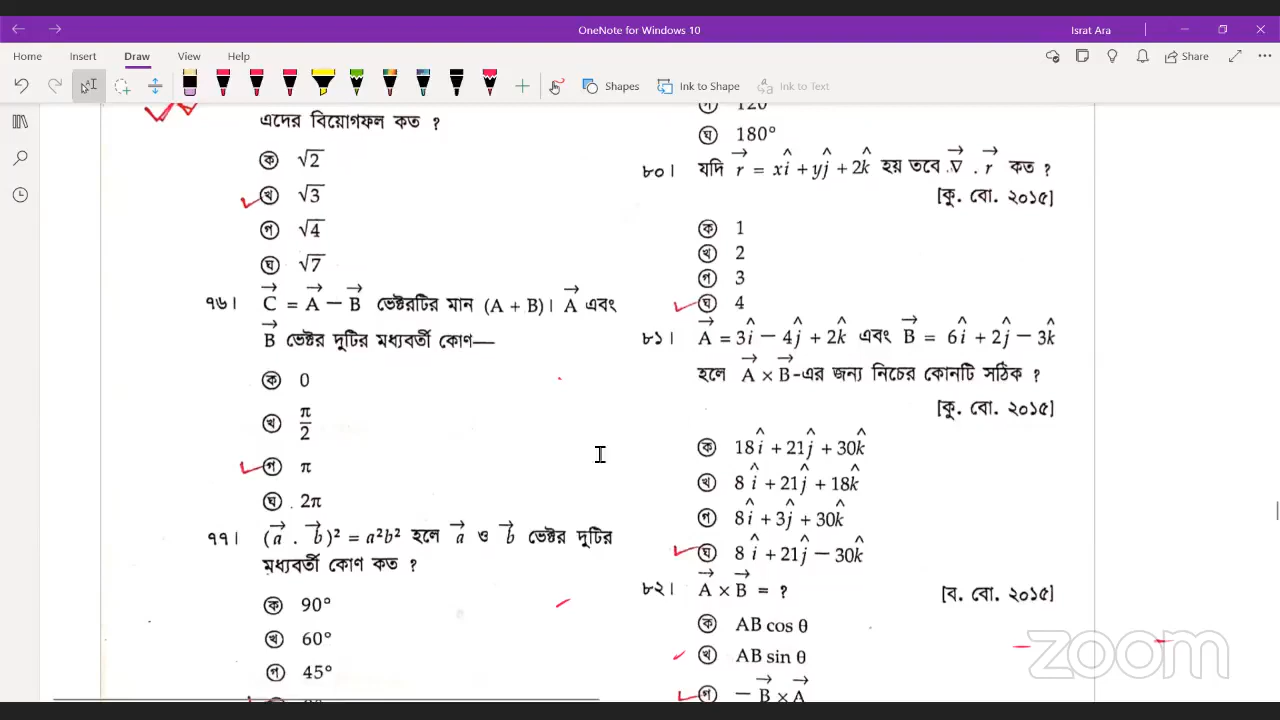 OneNote for Windows 10
Israt Ara
Home Insert Draw View Help
Share
Shapes
Ink to Shape
Ink to Text
এদের বিয়োগফল কত ?
ক √2
খ √3
গ √4
ঘ √7
৭৬। C⃗ = A⃗ − B⃗ ভেক্টরটির মান (A + B)। A⃗ এবং
B⃗ ভেক্টর দুটির মধ্যবর্তী কোণ—
ক 0
খ π/2
গ π
ঘ 2π
৭৭। (a⃗ . b⃗)² = a²b² হলে a⃗ ও b⃗ ভেক্টর দুটির
মধ্যবর্তী কোণ কত ?
ক 90°
খ 60°
গ 45°
গ 120°
ঘ 180°
৮০। যদি r⃗ = xî + yĵ + 2k̂ হয় তবে ∇⃗ . r⃗ কত ?
[কু. বো. ২০১৫]
ক 1
খ 2
গ 3
ঘ 4
৮১। A⃗ = 3î − 4ĵ + 2k̂ এবং B⃗ = 6î + 2ĵ − 3k̂
হলে A⃗ × B⃗-এর জন্য নিচের কোনটি সঠিক ?
[কু. বো. ২০১৫]
ক 18î + 21ĵ + 30k̂
খ 8î + 21ĵ + 18k̂
গ 8î + 3ĵ + 30k̂
ঘ 8î + 21ĵ − 30k̂
৮২। A⃗ × B⃗ = ? [ব. বো. ২০১৫]
ক AB cos θ
খ AB sin θ
গ − B⃗ × A⃗
zoom